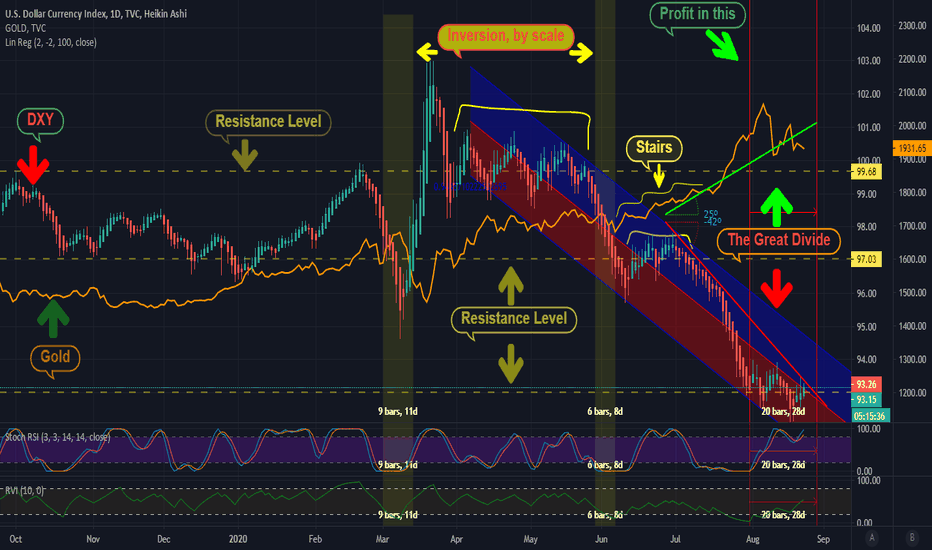 U.S. Dollar Currency Index, 1D, TVC, Heikin Ashi
GOLD, TVC
Lin Reg (2, -2, 100, close)
Profit in this
Inversion, by scale
DXY
Resistance Level
Stairs
25º
-42º
The Great Divide
Resistance Level
Gold
9 bars, 11d
6 bars, 8d
20 bars, 28d
104.00
103.00
102.00
101.00
100.00
99.68
99.00
98.00
97.03
96.00
95.00
94.00
93.26
93.15
05:15:36
2300.00
2200.00
2100.00
2000.00
1931.65
1900.00
1800.00
1700.00
1600.00
1500.00
1400.00
1300.00
1200.00
Stoch RSI (3, 3, 14, 14, close)
9 bars, 11d
6 bars, 8d
20 bars, 28d
100.00
0.00
RVI (10, 0)
9 bars, 11d
6 bars, 8d
20 bars, 28d
100.00
0.00
Oct
Nov
Dec
2020
Feb
Mar
Apr
May
Jun
Jul
Aug
Sep
A
B